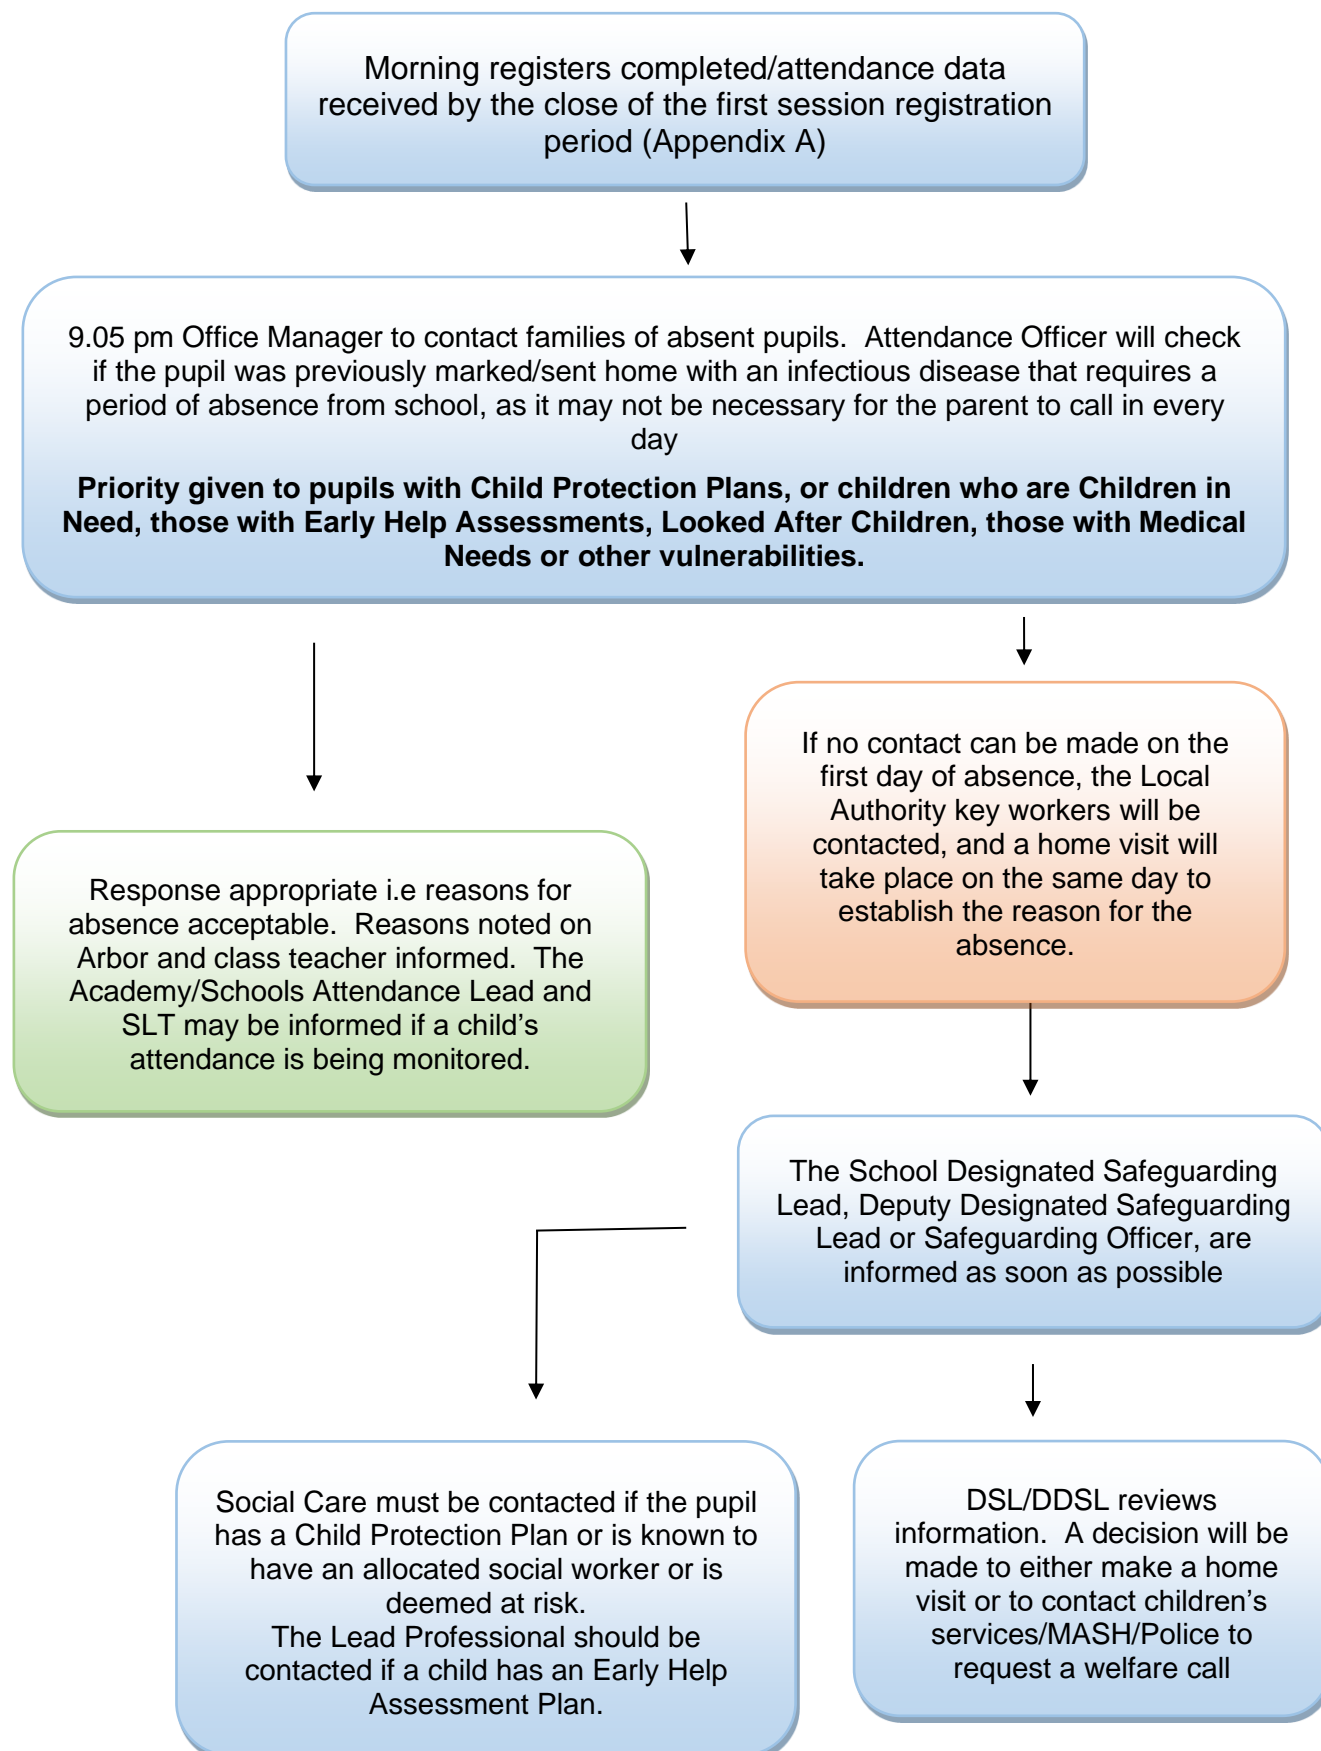 Morning registers completed/attendance data
received by the close of the first session registration
period (Appendix A)
9.05 pm Office Manager to contact families of absent pupils.  Attendance Officer will check
if the pupil was previously marked/sent home with an infectious disease that requires a
period of absence from school, as it may not be necessary for the parent to call in every
day
Priority given to pupils with Child Protection Plans, or children who are Children in
Need, those with Early Help Assessments, Looked After Children, those with Medical
Needs or other vulnerabilities.
If no contact can be made on the
first day of absence, the Local
Authority key workers will be
contacted, and a home visit will
take place on the same day to
establish the reason for the
absence.
Response appropriate i.e reasons for
absence acceptable.  Reasons noted on
Arbor and class teacher informed.  The
Academy/Schools Attendance Lead and
SLT may be informed if a child’s
attendance is being monitored.
The School Designated Safeguarding
Lead, Deputy Designated Safeguarding
Lead or Safeguarding Officer, are
informed as soon as possible
Social Care must be contacted if the pupil
has a Child Protection Plan or is known to
have an allocated social worker or is
deemed at risk.
The Lead Professional should be
contacted if a child has an Early Help
Assessment Plan.
DSL/DDSL reviews
information.  A decision will be
made to either make a home
visit or to contact children’s
services/MASH/Police to
request a welfare call